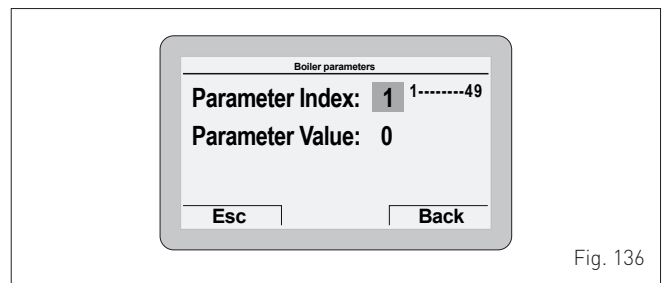 Boiler parameters
Parameter Index: 1 1--------49
Parameter Value: 0
Esc Back
Fig. 136